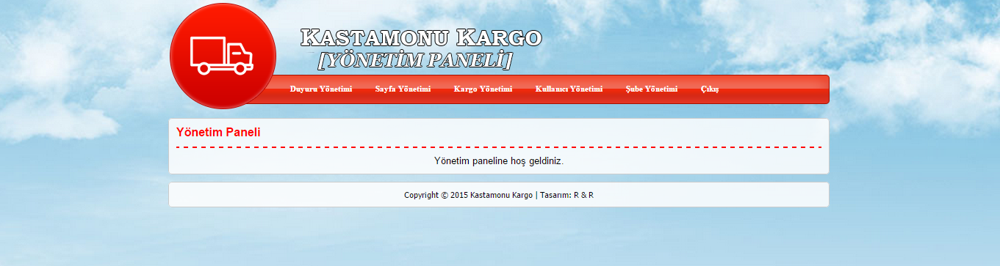 KASTAMONU KARGO
[YÖNETİM PANELİ]
Duyuru Yönetimi Sayfa Yönetimi Kargo Yönetimi Kullanıcı Yönetimi Şube Yönetimi Çıkış
Yönetim Paneli
Yönetim paneline hoş geldiniz.
Copyright © 2015 Kastamonu Kargo | Tasarım: R & R